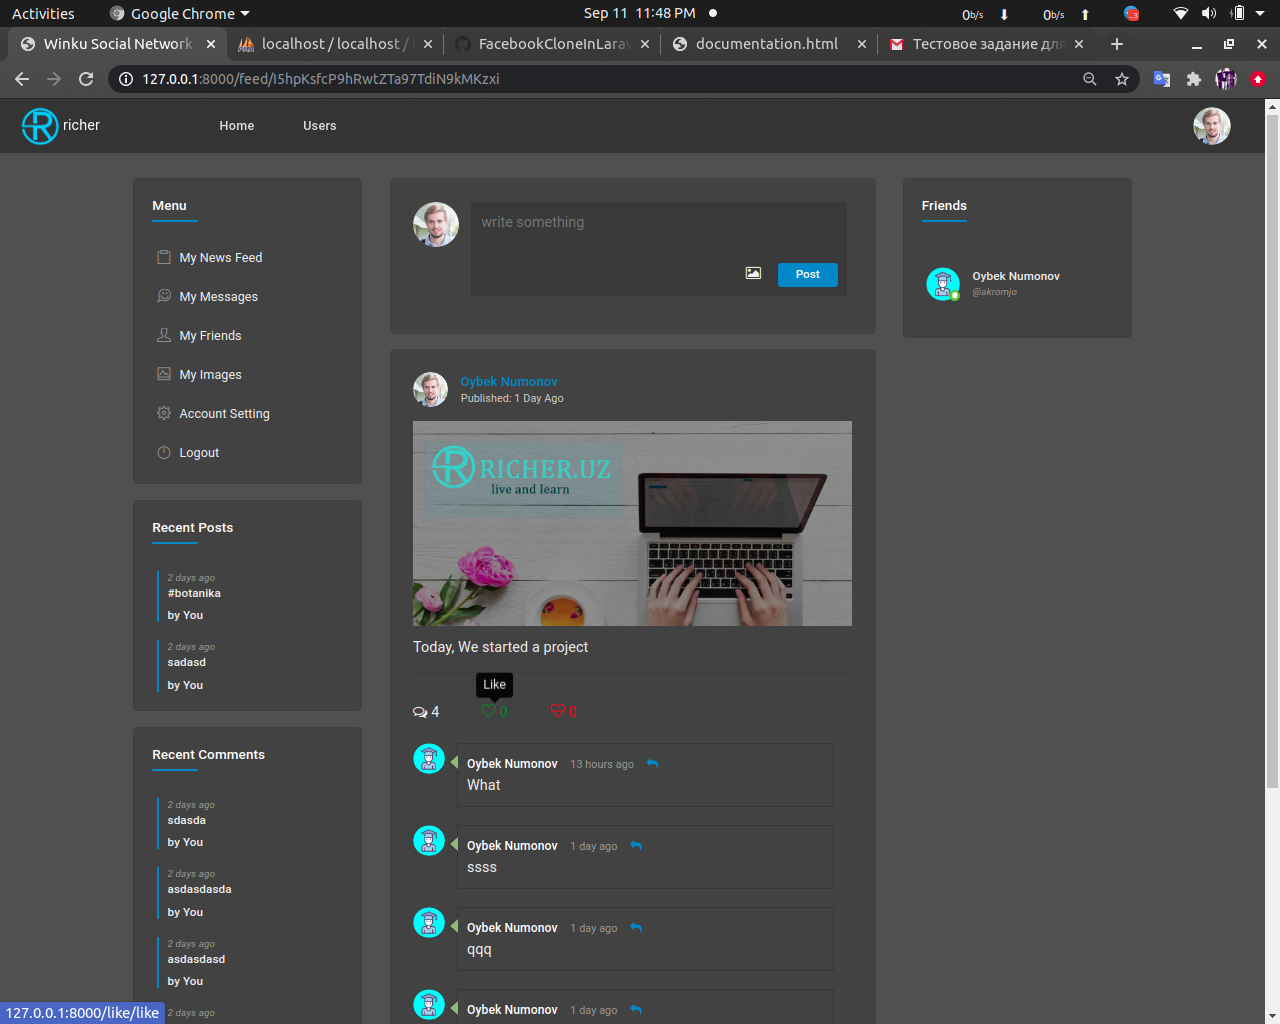 Activities
Google Chrome
Sep 11 11:48 PM
0b/s
0b/s
Winku Social Network
localhost / localhost /
FacebookCloneInLarav
documentation.html
Тестовое задание для
127.0.0.1:8000/feed/I5hpKsfcP9hRwtZTa97TdiN9kMKzxi
richer
Home
Users
Menu
My News Feed
My Messages
My Friends
My Images
Account Setting
Logout
Recent Posts
2 days ago
#botanika
by You
2 days ago
sadasd
by You
Recent Comments
2 days ago
sdasda
by You
2 days ago
asdasdasda
by You
2 days ago
asdasdasd
by You
2 days ago
write something
Post
Oybek Numonov
Published: 1 Day Ago
RICHER.UZ
live and learn
Today, We started a project
Like
4
0
0
Oybek Numonov 13 hours ago
What
Oybek Numonov 1 day ago
ssss
Oybek Numonov 1 day ago
qqq
Oybek Numonov 1 day ago
Friends
Oybek Numonov
@akromjo
127.0.0.1:8000/like/like